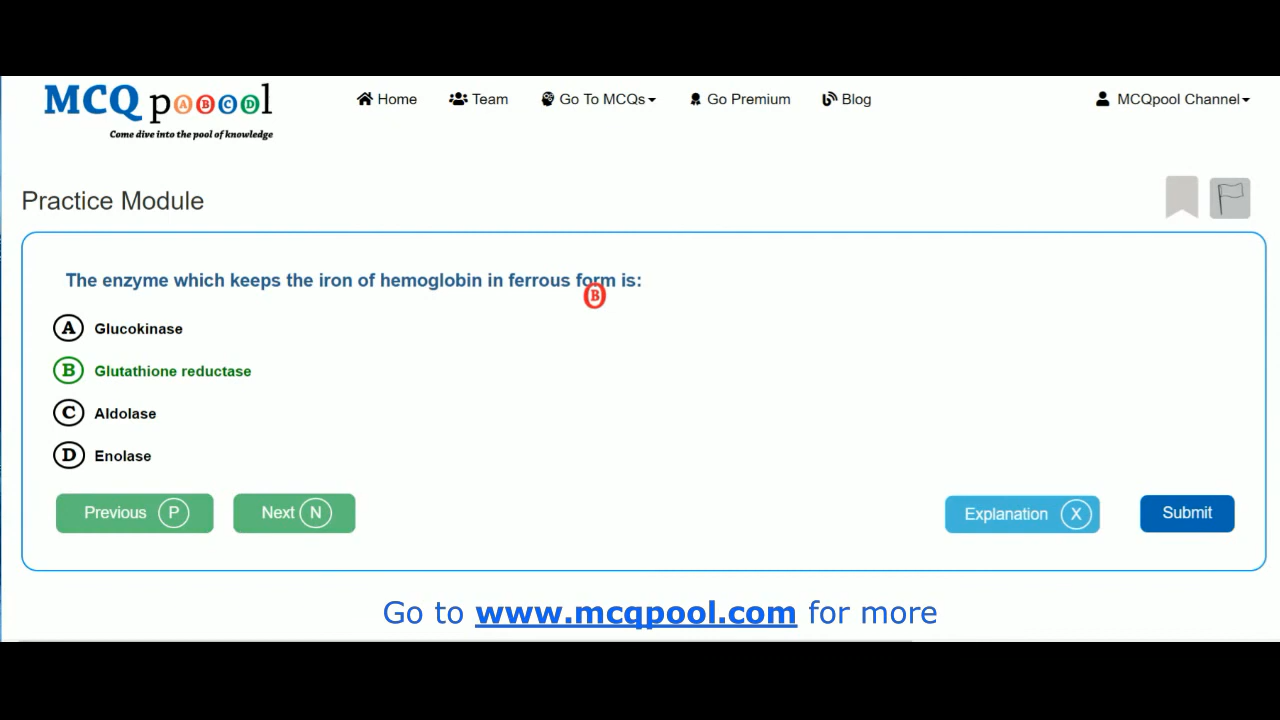 MCQ pABCDl
Come dive into the pool of knowledge
Home Team Go To MCQs Go Premium Blog MCQpool Channel
Practice Module
The enzyme which keeps the iron of hemoglobin in ferrous form is:
B
A Glucokinase
B Glutathione reductase
C Aldolase
D Enolase
Previous P Next N Explanation X Submit
Go to www.mcqpool.com for more